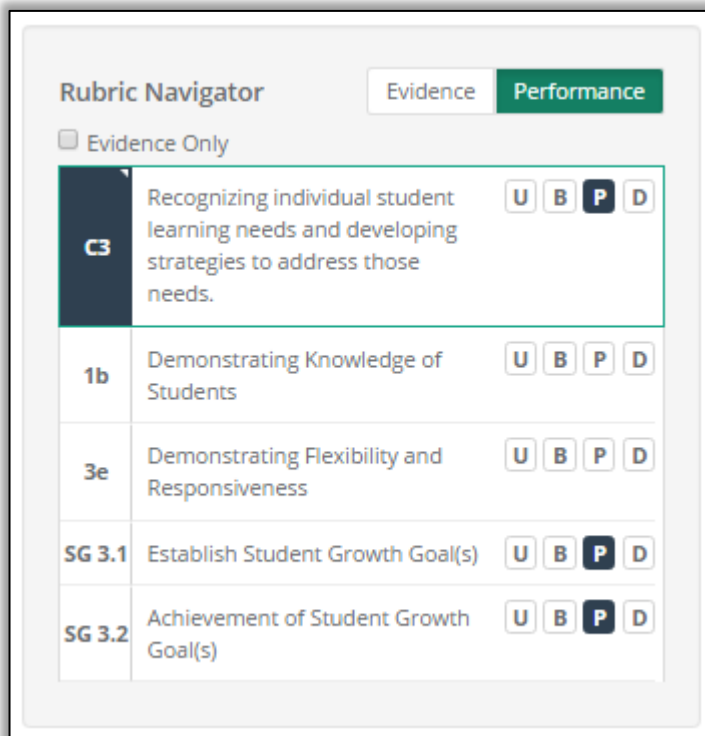 Rubric Navigator
Evidence Performance
Evidence Only
C3 Recognizing individual student U B P D
learning needs and developing
strategies to address those
needs.
1b Demonstrating Knowledge of U B P D
Students
3e Demonstrating Flexibility and U B P D
Responsiveness
SG 3.1 Establish Student Growth Goal(s) U B P D
SG 3.2 Achievement of Student Growth U B P D
Goal(s)